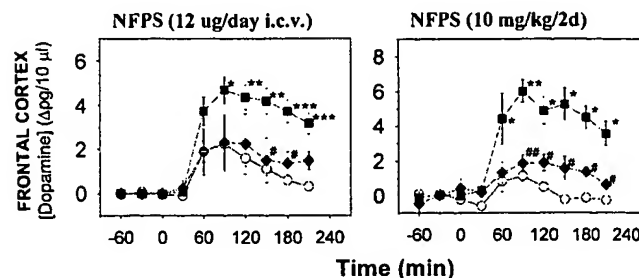 NFPS (12 ug/day i.c.v.) NFPS (10 mg/kg/2d)
FRONTAL CORTEX
[Dopamine] (Δpg/10 µl)
6
4
2
0
8
6
4
2
0
* ** * *** ***
# #
** * * * * *
## # # # #
-60 0 60 120 180 240 -60 0 60 120 180 240
Time (min)